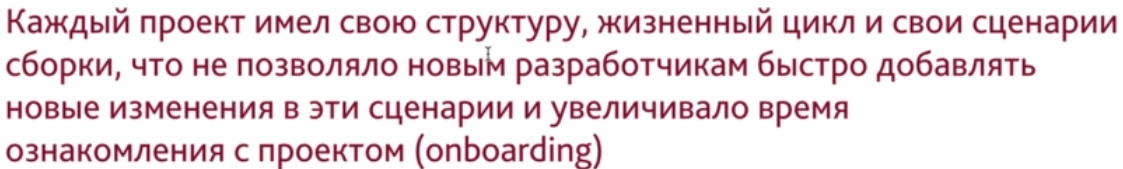 Каждый проект имел свою структуру, жизненный цикл и свои сценарии
сборки, что не позволяло новым разработчикам быстро добавлять
новые изменения в эти сценарии и увеличивало время
ознакомления с проектом (onboarding)